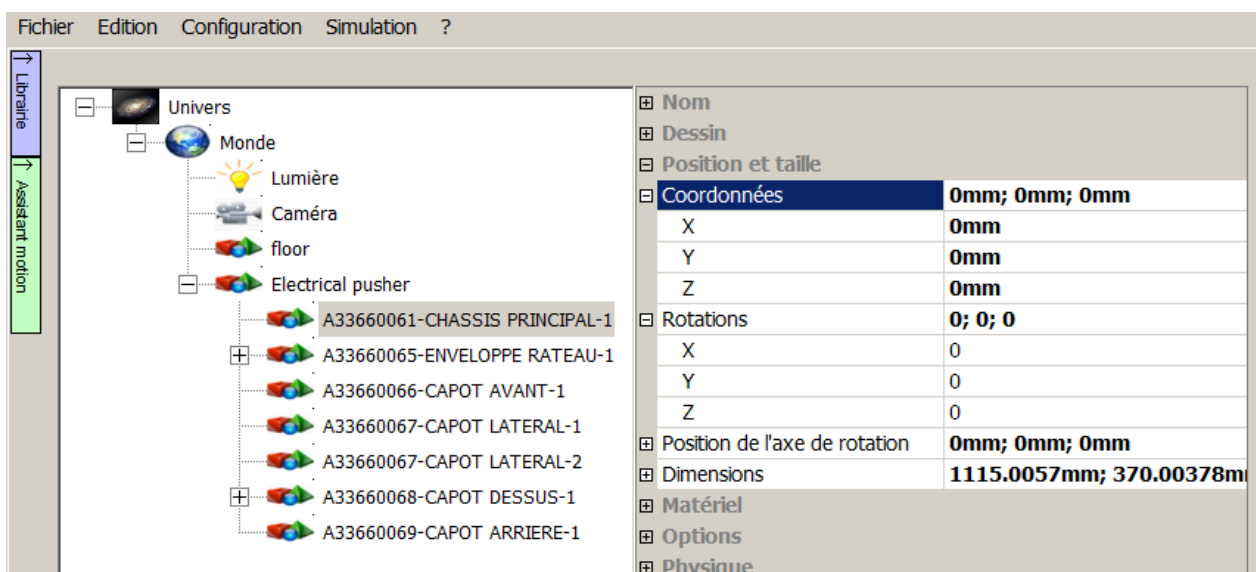 Fichier Edition Configuration Simulation ?
↑ Librairie
↑ Assistant motion
Univers
Monde
Lumière
Caméra
floor
Electrical pusher
A33660061-CHASSIS PRINCIPAL-1
A33660065-ENVELOPPE RATEAU-1
A33660066-CAPOT AVANT-1
A33660067-CAPOT LATERAL-1
A33660067-CAPOT LATERAL-2
A33660068-CAPOT DESSUS-1
A33660069-CAPOT ARRIERE-1
Nom
Dessin
Position et taille
Coordonnées 0mm; 0mm; 0mm
X 0mm
Y 0mm
Z 0mm
Rotations 0; 0; 0
X 0
Y 0
Z 0
Position de l'axe de rotation 0mm; 0mm; 0mm
Dimensions 1115.0057mm; 370.00378m
Matériel
Options
Physique